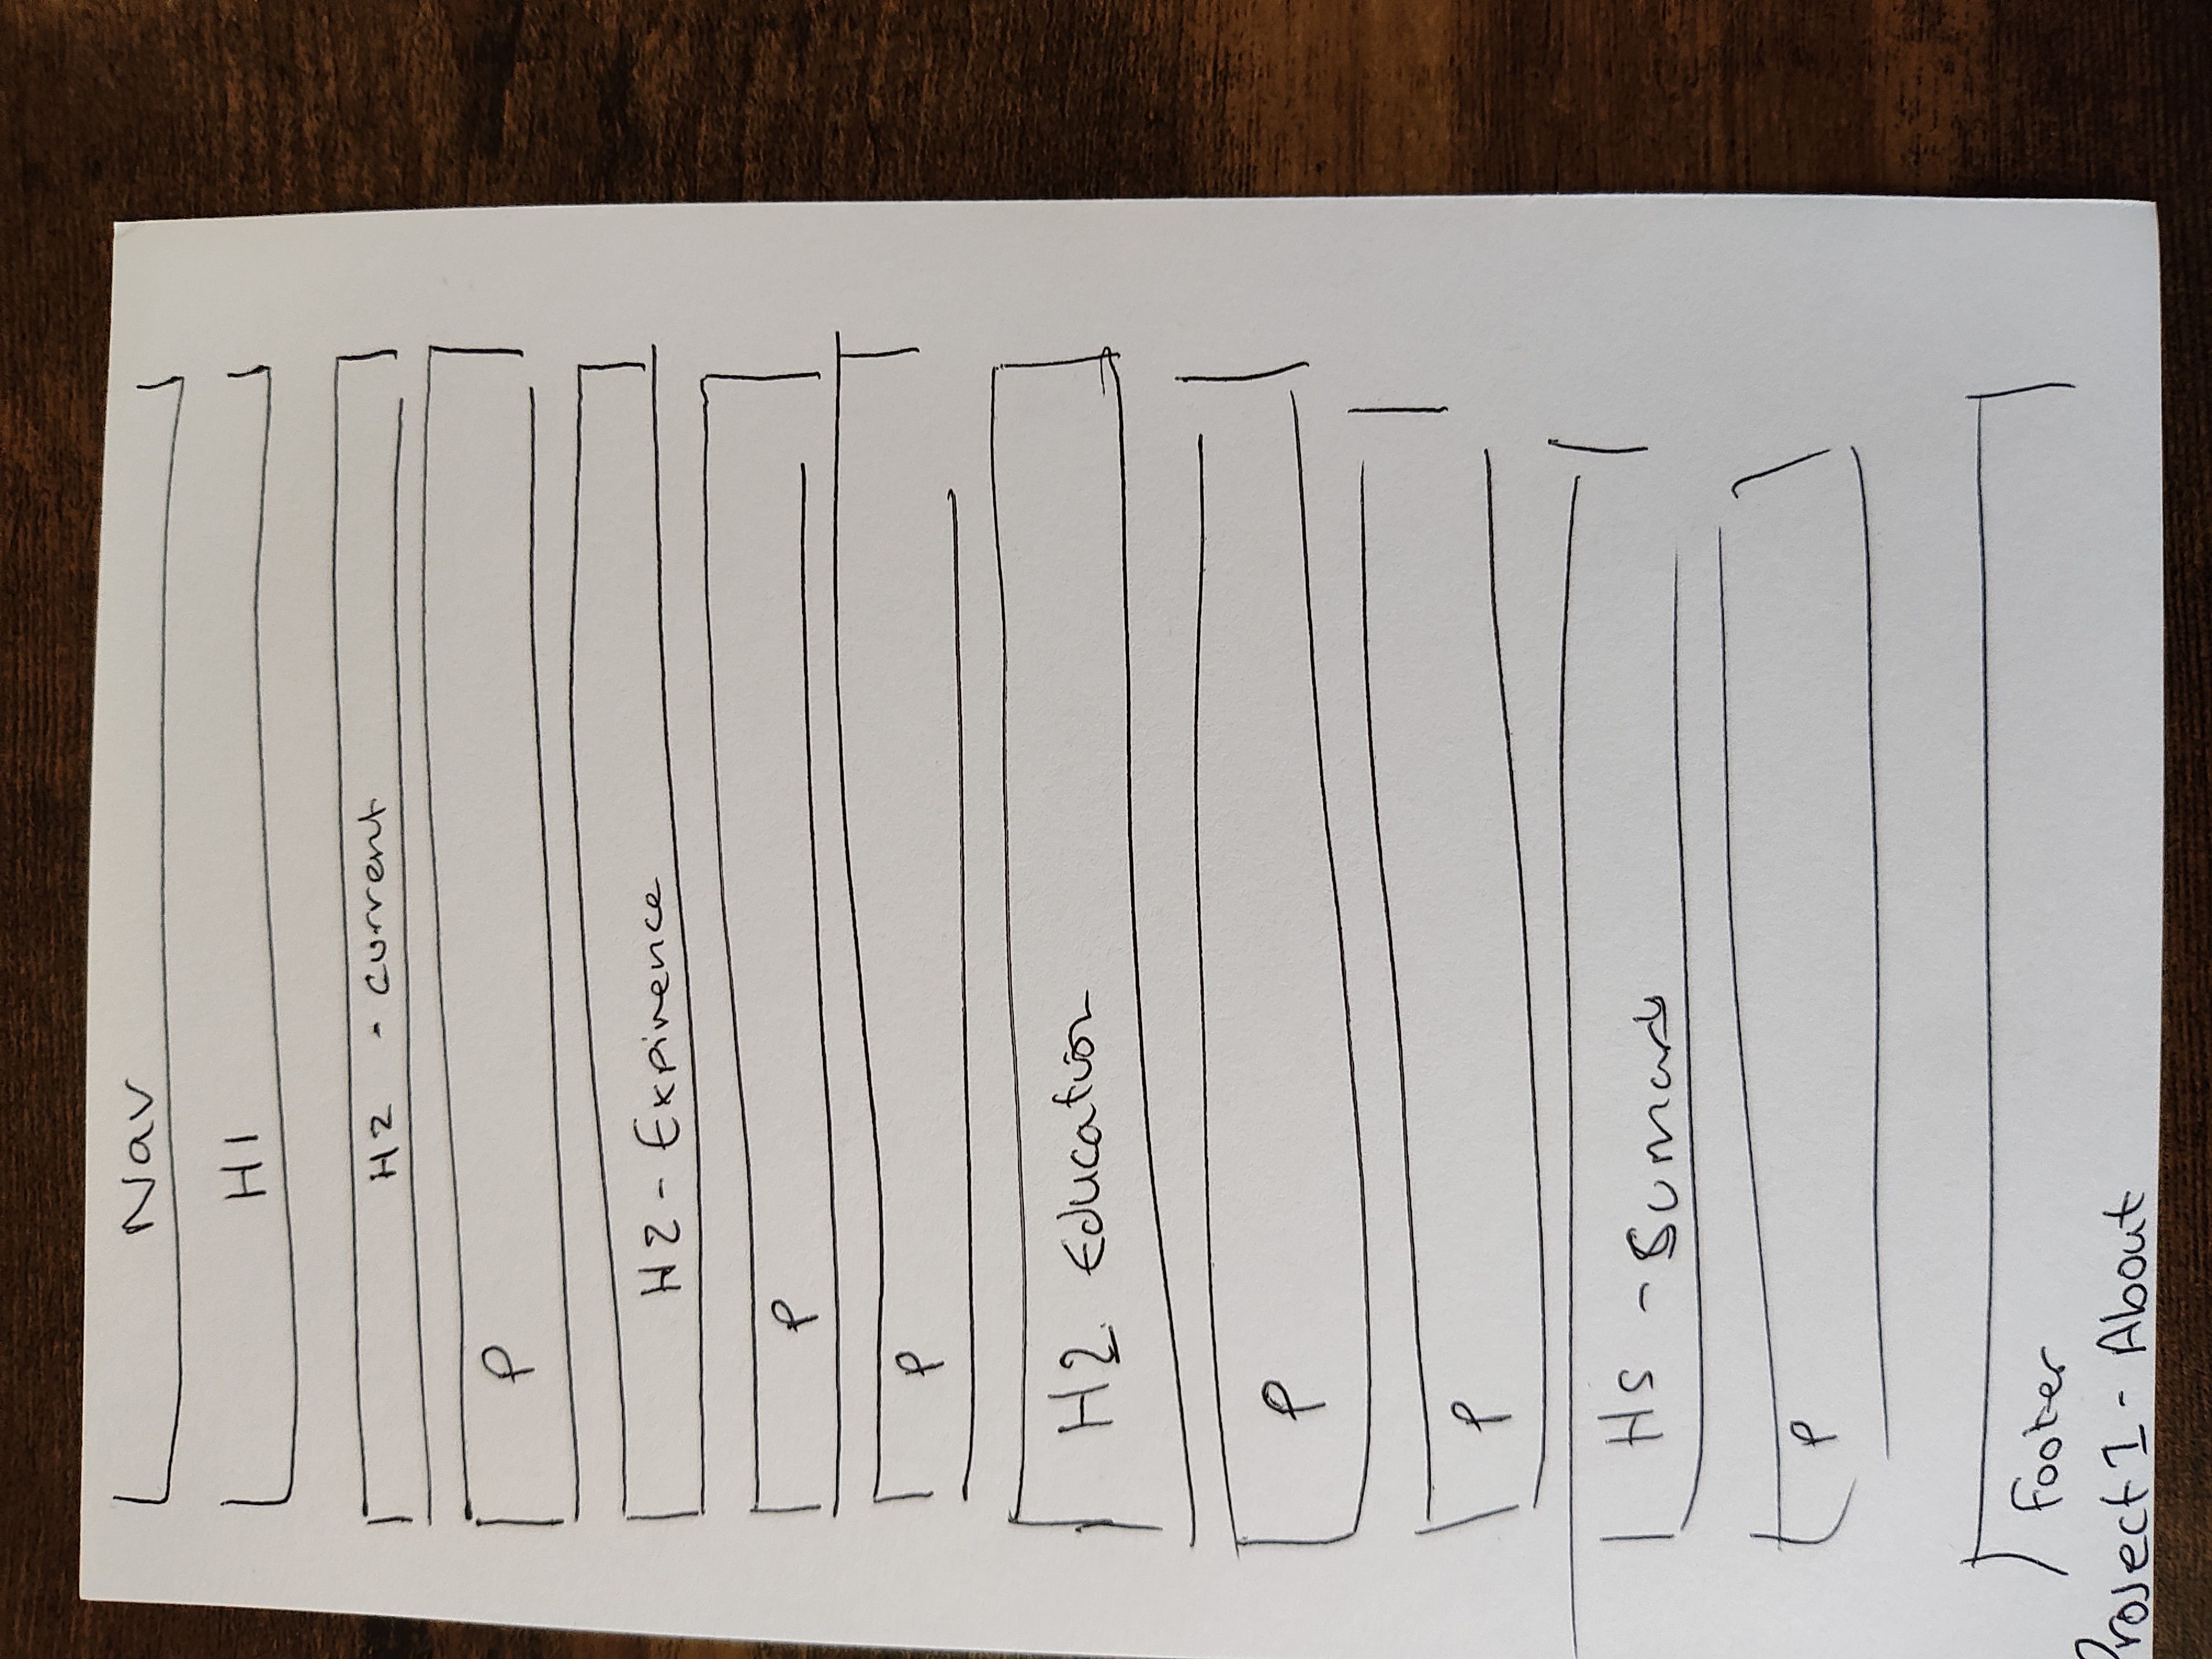 Nav
H1
H2 - current
P
H2 - Expirence
P
P
H2 Education
P
P
Hs - Sumary
P
Footer
Project 1 - About